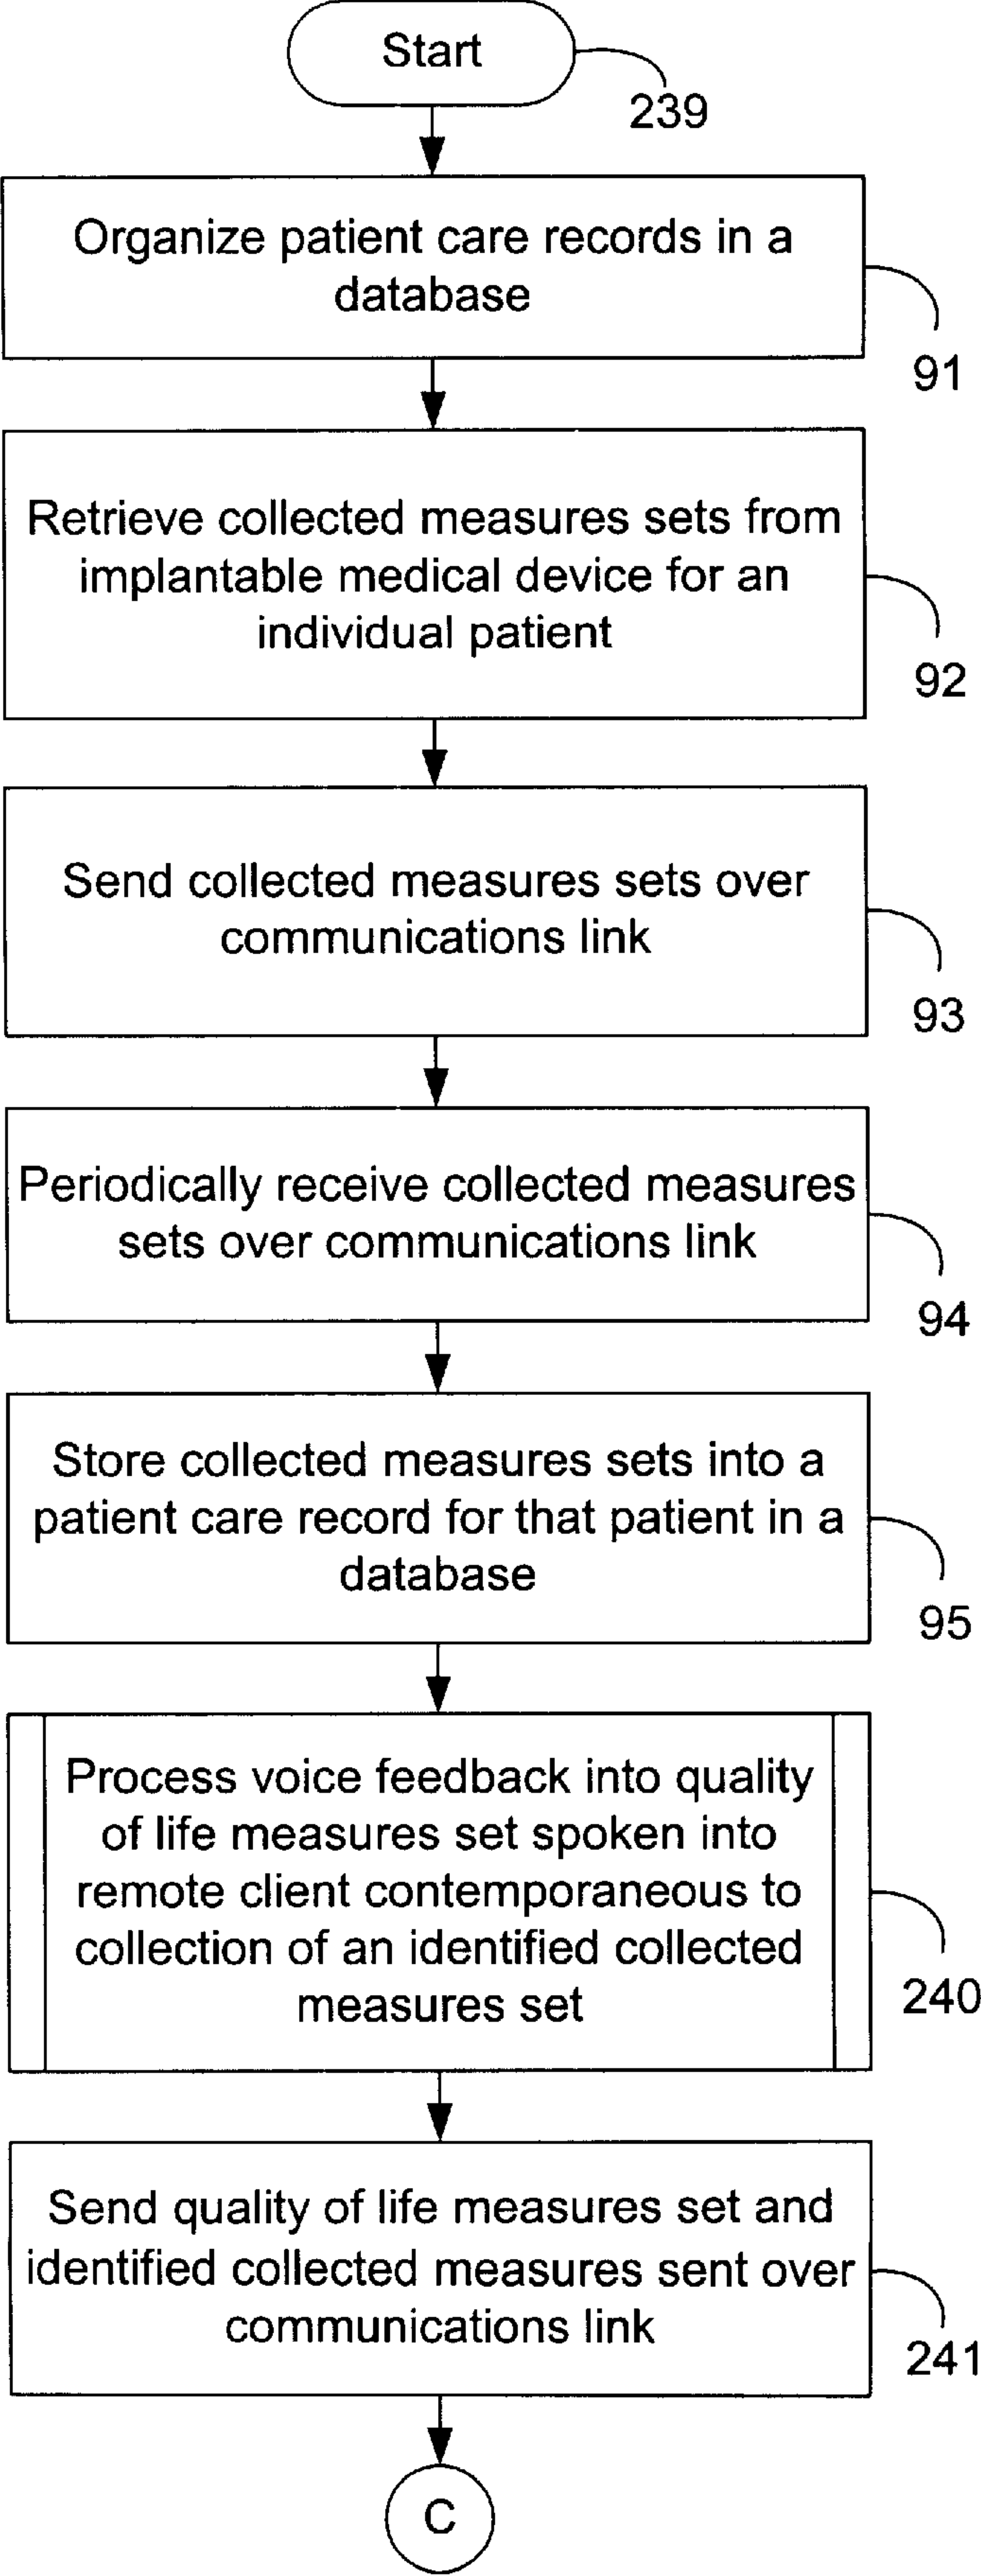 Start
239
Organize patient care records in a
database
91
Retrieve collected measures sets from
implantable medical device for an
individual patient
92
Send collected measures sets over
communications link
93
Periodically receive collected measures
sets over communications link
94
Store collected measures sets into a
patient care record for that patient in a
database
95
Process voice feedback into quality
of life measures set spoken into
remote client contemporaneous to
collection of an identified collected
measures set
240
Send quality of life measures set and
identified collected measures sent over
communications link
241
C